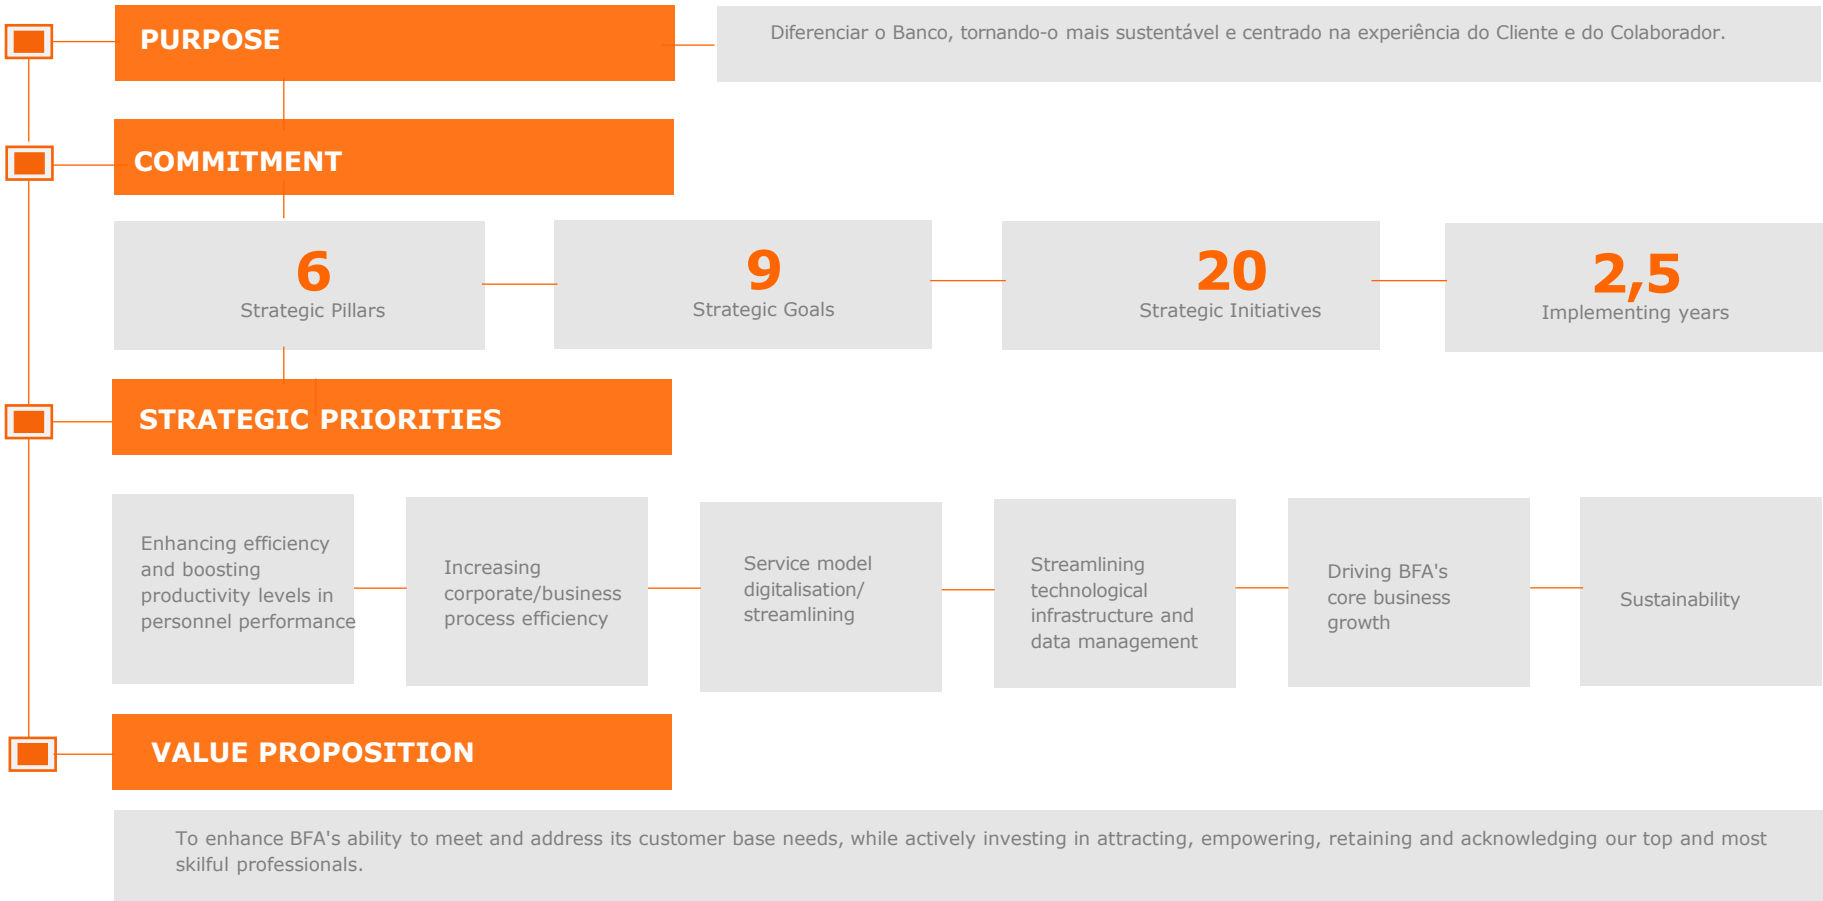 PURPOSE
Diferenciar o Banco, tornando-o mais sustentável e centrado na experiência do Cliente e do Colaborador.
COMMITMENT
6
Strategic Pillars
9
Strategic Goals
20
Strategic Initiatives
2,5
Implementing years
STRATEGIC PRIORITIES
Enhancing efficiency
and boosting
productivity levels in
personnel performance
Increasing
corporate/business
process efficiency
Service model
digitalisation/
streamlining
Streamlining
technological
infrastructure and
data management
Driving BFA's
core business
growth
Sustainability
VALUE PROPOSITION
To enhance BFA's ability to meet and address its customer base needs, while actively investing in attracting, empowering, retaining and acknowledging our top and most
skilful professionals.